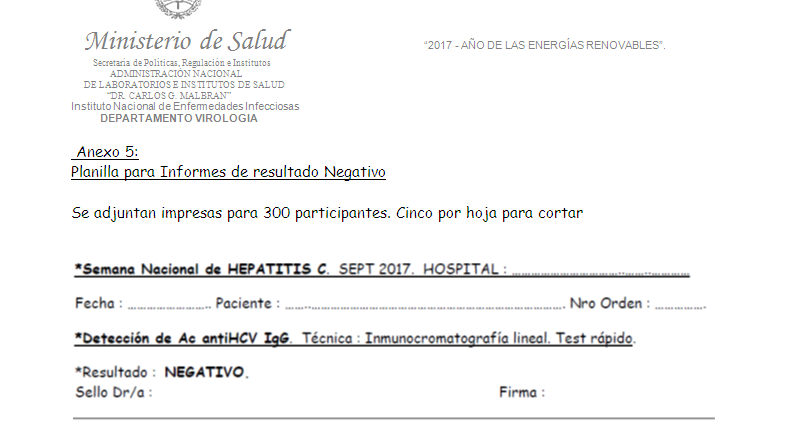 Ministerio de Salud
"2017 - AÑO DE LAS ENERGÍAS RENOVABLES".
Secretaria de Políticas, Regulación e Institutos
ADMINISTRACIÓN NACIONAL
DE LABORATORIOS E INSTITUTOS DE SALUD
"DR. CARLOS G. MALBRAN"
Instituto Nacional de Enfermedades Infecciosas
DEPARTAMENTO VIROLOGIA
Anexo 5:
Planilla para Informes de resultado Negativo
Se adjuntan impresas para 300 participantes. Cinco por hoja para cortar
*Semana Nacional de HEPATITIS C. SEPT 2017. HOSPITAL : ……………………………………………
Fecha : …………………….. Paciente : ……..……………………………………………………………. Nro Orden : …………….
*Detección de Ac antiHCV IgG. Técnica : Inmunocromatografía lineal. Test rápido.
*Resultado : NEGATIVO.
Sello Dr/a : Firma :